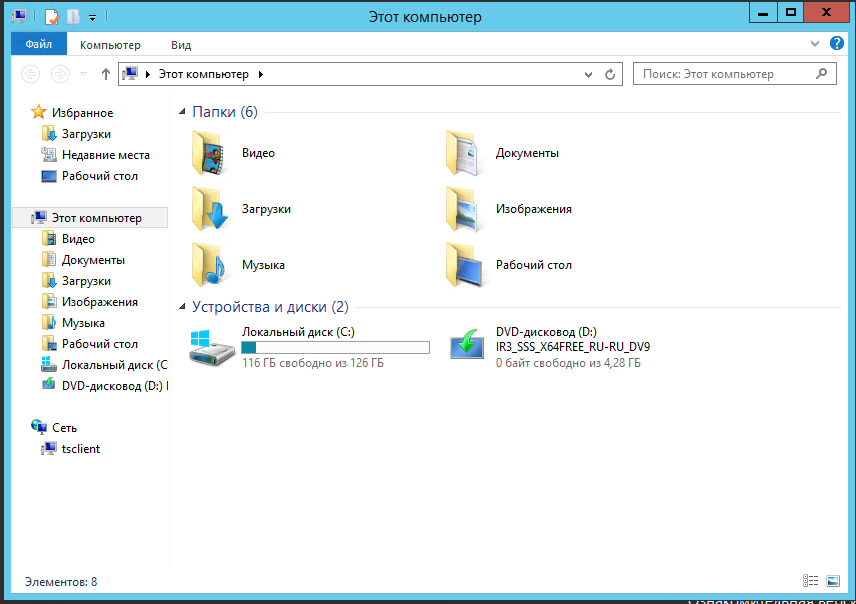 Этот компьютер
Файл
Компьютер
Вид
Этот компьютер
Поиск: Этот компьютер
Избранное
Загрузки
Недавние места
Рабочий стол
Этот компьютер
Видео
Документы
Загрузки
Изображения
Музыка
Рабочий стол
Локальный диск (C
DVD-дисковод (D:) I
Сеть
tsclient
Папки (6)
Видео
Документы
Загрузки
Изображения
Музыка
Рабочий стол
Устройства и диски (2)
Локальный диск (C:)
116 ГБ свободно из 126 ГБ
DVD-дисковод (D:)
IR3_SSS_X64FREE_RU-RU_DV9
0 байт свободно из 4,28 ГБ
Элементов: 8